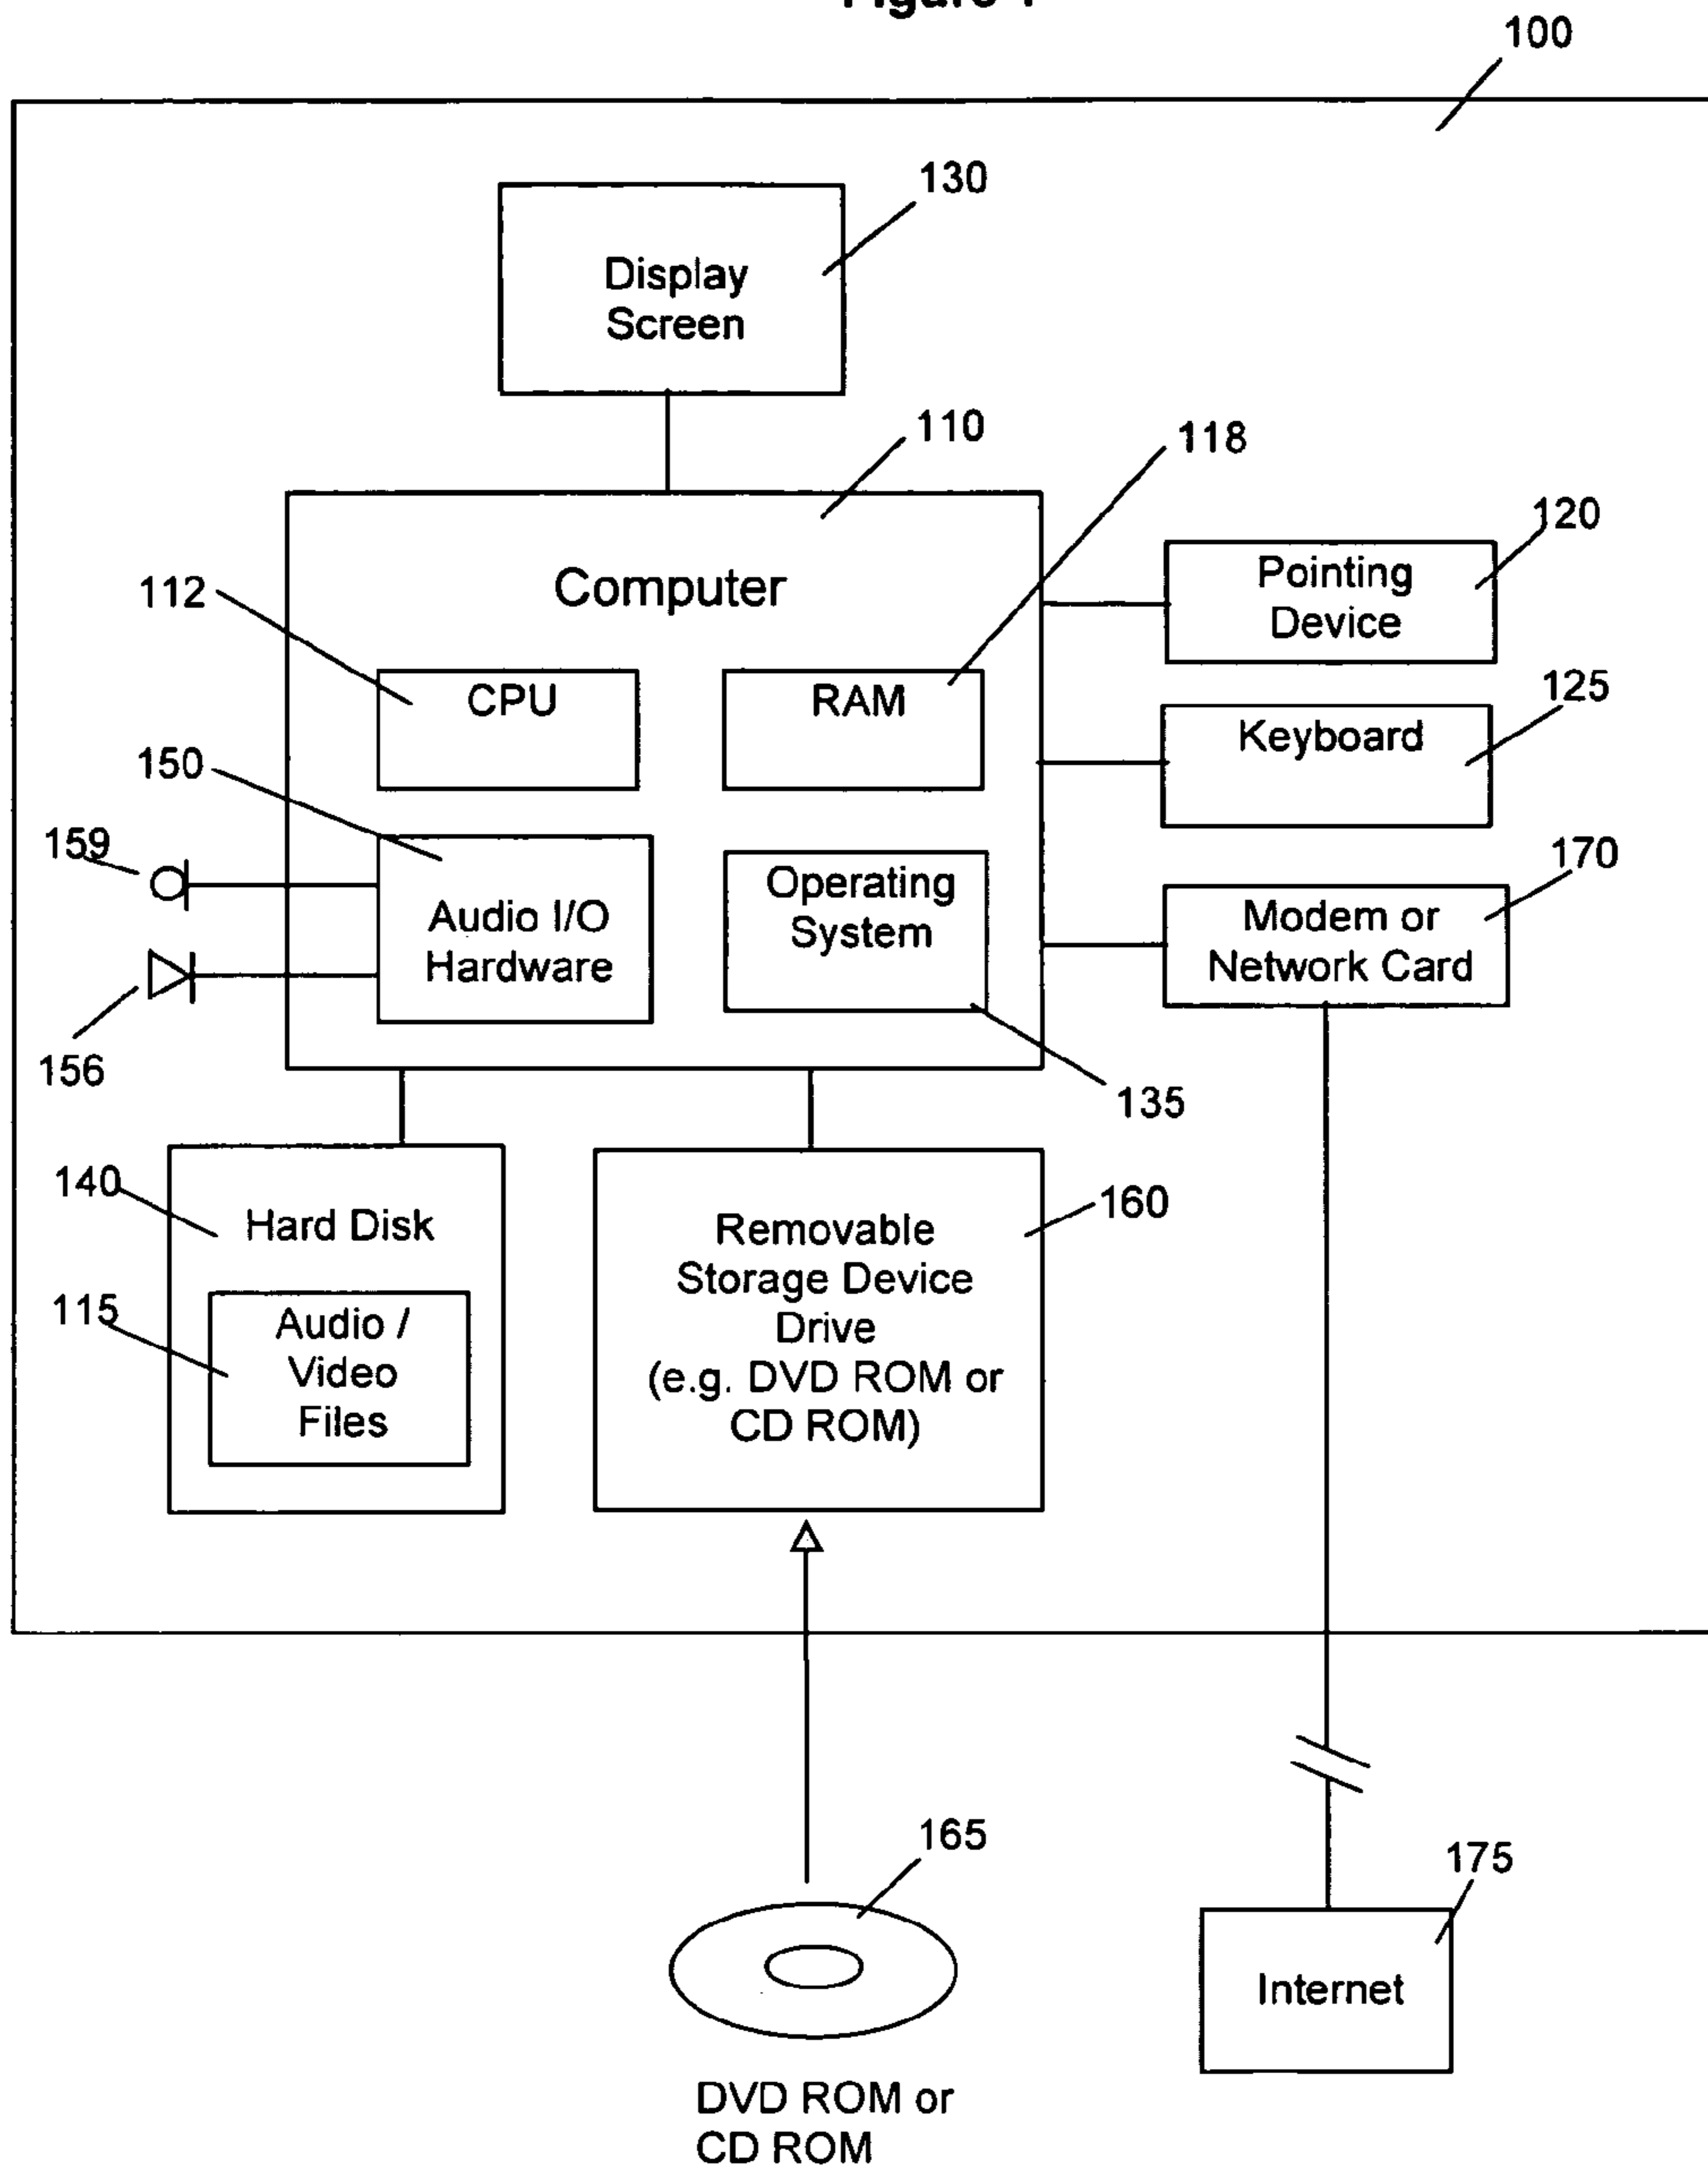 100
130
Display
Screen
110
118
120
Computer
Pointing
Device
112
CPU
RAM
125
Keyboard
150
159
Audio I/O
Hardware
Operating
System
170
Modem or
Network Card
156
135
140
Hard Disk
160
Removable
Storage Device
Drive
(e.g. DVD ROM or
CD ROM)
115
Audio /
Video
Files
165
175
Internet
DVD ROM or
CD ROM